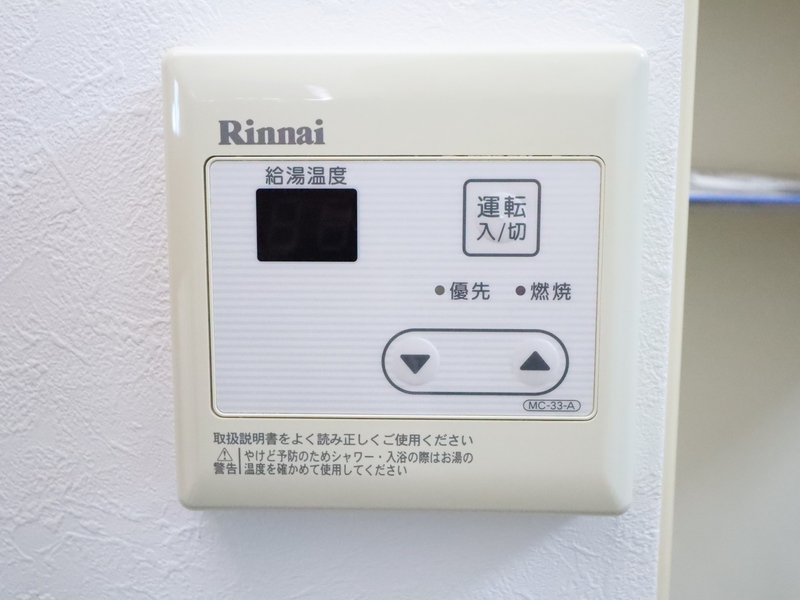 Rinnai
給湯温度
運転
入/切
優先 燃焼
▼ ▲
MC-33-A
取扱説明書をよく読み正しくご使用ください
警告 やけど予防のためシャワー・入浴の際はお湯の
温度を確かめて使用してください